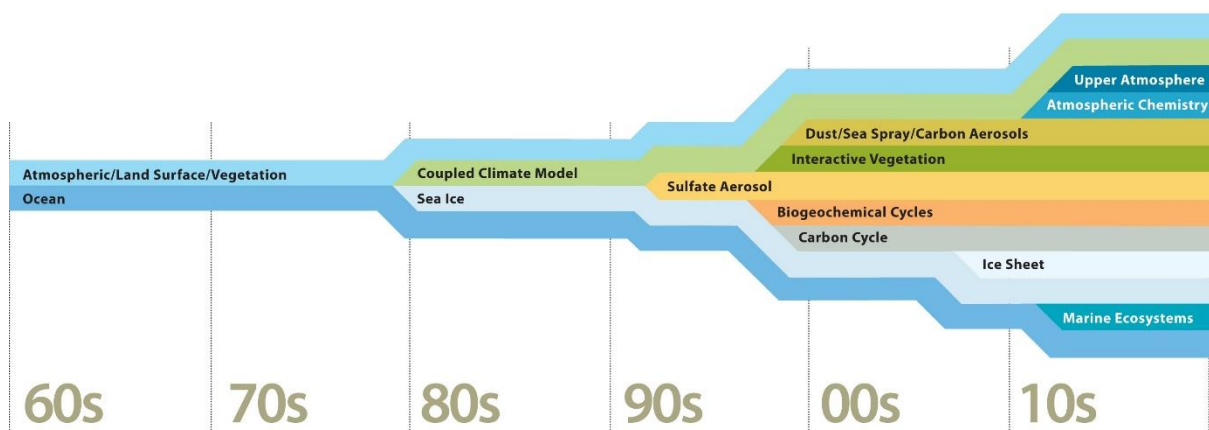 Upper Atmosphere
Atmospheric Chemistry
Dust/Sea Spray/Carbon Aerosols
Interactive Vegetation
Atmospheric/Land Surface/Vegetation
Coupled Climate Model
Sulfate Aerosol
Ocean
Sea Ice
Biogeochemical Cycles
Carbon Cycle
Ice Sheet
Marine Ecosystems
60s
70s
80s
90s
00s
10s